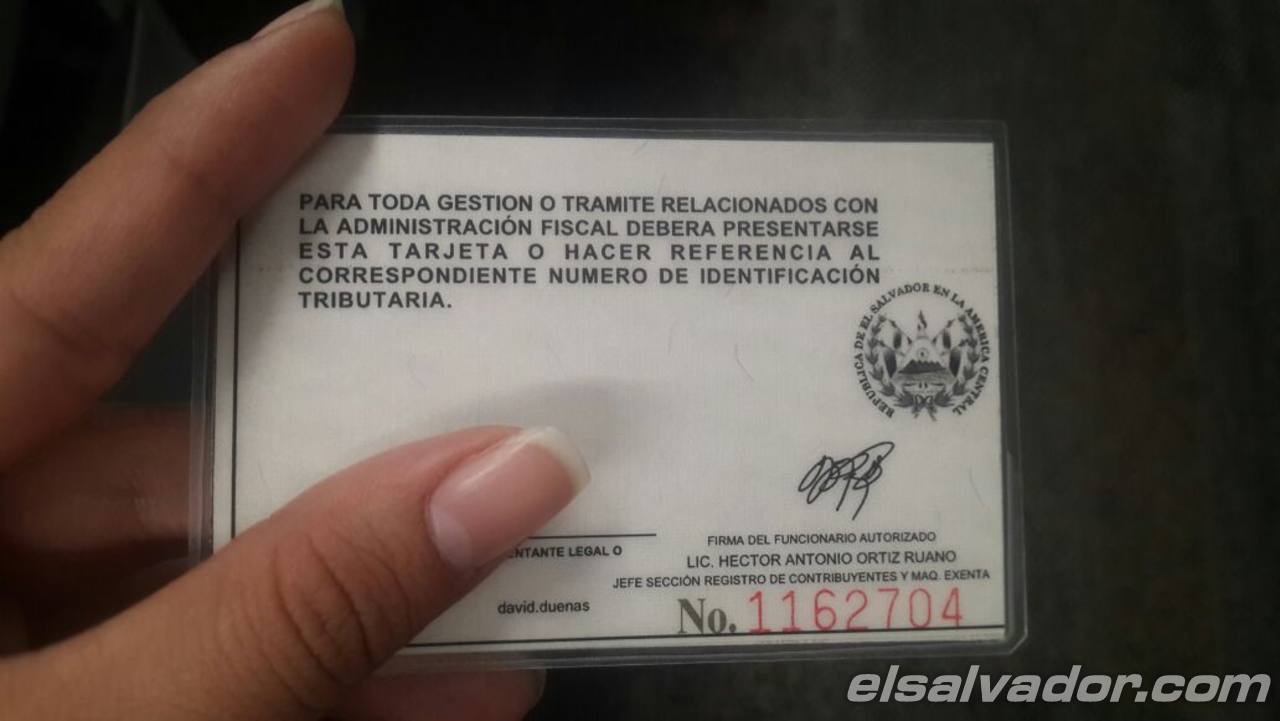 PARA TODA GESTION O TRAMITE RELACIONADOS CON
LA ADMINISTRACIÓN FISCAL DEBERA PRESENTARSE
ESTA TARJETA O HACER REFERENCIA AL
CORRESPONDIENTE NUMERO DE IDENTIFICACIÓN
TRIBUTARIA.
REPUBLICA DE EL SALVADOR EN LA AMERICA CENTRAL
FIRMA DEL FUNCIONARIO AUTORIZADO
LEGAL O
LIC. HECTOR ANTONIO ORTIZ RUANO
JEFE SECCIÓN REGISTRO DE CONTRIBUYENTES Y MAQ. EXENTA
david.duenas
No. 1162704
elsalvador.com